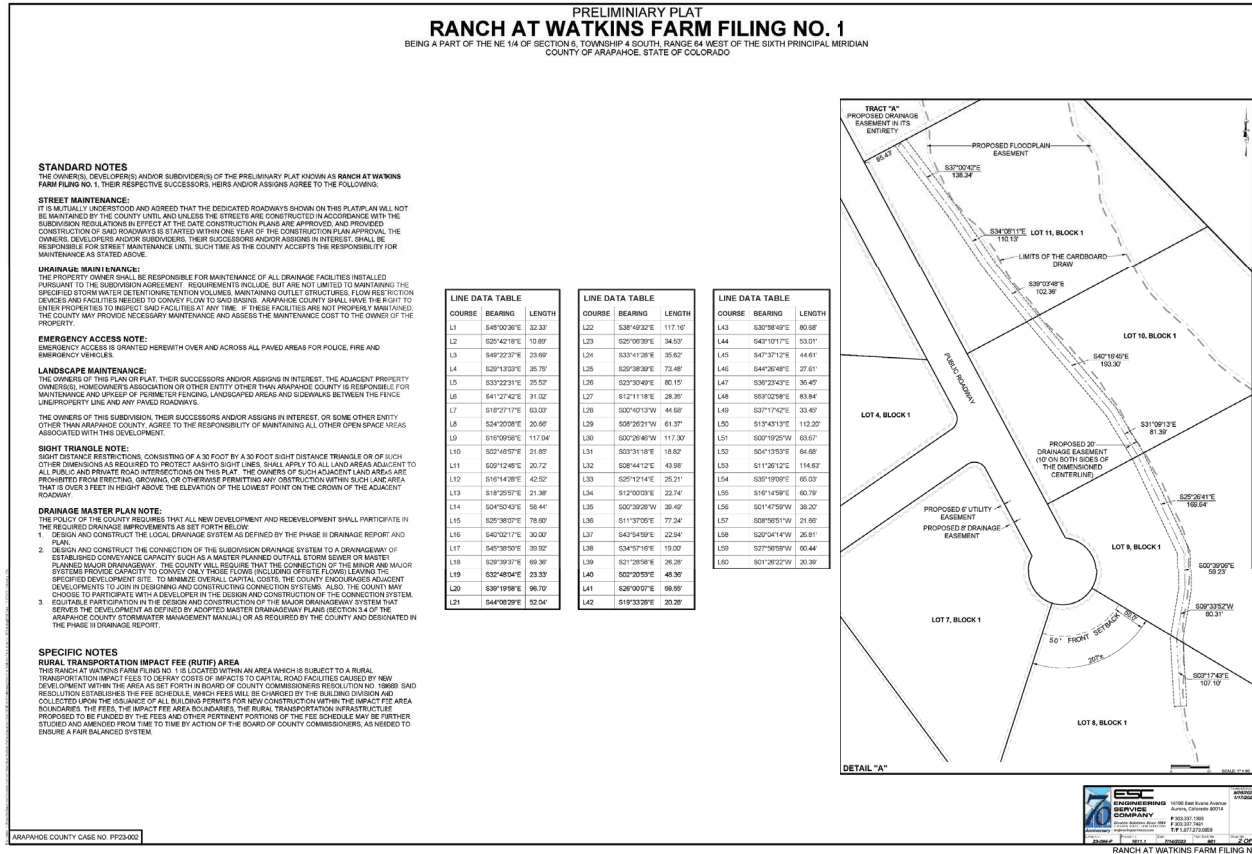 PRELIMINIARY PLAT
RANCH AT WATKINS FARM FILING NO. 1
BEING A PART OF THE NE 1/4 OF SECTION 6, TOWNSHIP 4 SOUTH, RANGE 64 WEST OF THE SIXTH PRINCIPAL MERIDIAN
COUNTY OF ARAPAHOE, STATE OF COLORADO
STANDARD NOTES
THE OWNER(S), DEVELOPER(S) AND/OR SUBDIVIDER(S) OF THE PRELIMINARY PLAT KNOWN AS RANCH AT WATKINS
FARM FILING NO. 1, THEIR RESPECTIVE SUCCESSORS, HEIRS AND/OR ASSIGNS AGREE TO THE FOLLOWING:
STREET MAINTENANCE:
IT IS MUTUALLY UNDERSTOOD AND AGREED THAT THE DEDICATED ROADWAYS SHOWN ON THIS PLAT/PLAN WILL NOT
BE MAINTAINED BY THE COUNTY UNTIL AND UNLESS THE STREETS ARE CONSTRUCTED IN ACCORDANCE WITH THE
SUBDIVISION REGULATIONS IN EFFECT AT THE DATE CONSTRUCTION PLANS ARE APPROVED, AND PROVIDED
CONSTRUCTION OF SAID ROADWAYS IS STARTED WITHIN ONE YEAR OF THE CONSTRUCTION PLAN APPROVAL. THE
OWNERS, DEVELOPERS AND/OR SUBDIVIDERS, THEIR SUCCESSORS AND/OR ASSIGNS IN INTEREST, SHALL BE
RESPONSIBLE FOR STREET MAINTENANCE UNTIL SUCH TIME AS THE COUNTY ACCEPTS THE RESPONSIBILITY FOR
MAINTENANCE AS STATED ABOVE.
DRAINAGE MAINTENANCE:
THE PROPERTY OWNER SHALL BE RESPONSIBLE FOR MAINTENANCE OF ALL DRAINAGE FACILITIES INSTALLED
PURSUANT TO THE SUBDIVISION AGREEMENT. REQUIREMENTS INCLUDE, BUT ARE NOT LIMITED TO MAINTAINING THE
SPECIFIED STORM WATER DETENTION/RETENTION VOLUMES, MAINTAINING OUTLET STRUCTURES, FLOW RESTRICTION
DEVICES AND FACILITIES NEEDED TO CONVEY FLOW TO SAID BASINS. ARAPAHOE COUNTY SHALL HAVE THE RIGHT TO
ENTER PROPERTIES TO INSPECT SAID FACILITIES AT ANY TIME. IF THESE FACILITIES ARE NOT PROPERLY MAINTAINED,
THE COUNTY MAY PROVIDE NECESSARY MAINTENANCE AND ASSESS THE MAINTENANCE COST TO THE OWNER OF THE
PROPERTY.
EMERGENCY ACCESS NOTE:
EMERGENCY ACCESS IS GRANTED HEREWITH OVER AND ACROSS ALL PAVED AREAS FOR POLICE, FIRE AND
EMERGENCY VEHICLES.
LANDSCAPE MAINTENANCE:
THE OWNERS OF THIS PLAN OR PLAT, THEIR SUCCESSORS AND/OR ASSIGNS IN INTEREST, THE ADJACENT PROPERTY
OWNERS(S), HOMEOWNER'S ASSOCIATION OR OTHER ENTITY OTHER THAN ARAPAHOE COUNTY IS RESPONSIBLE FOR
MAINTENANCE AND UPKEEP OF PERIMETER FENCING, LANDSCAPED AREAS AND SIDEWALKS BETWEEN THE FENCE
LINE/PROPERTY LINE AND ANY PAVED ROADWAYS.
THE OWNERS OF THIS SUBDIVISION, THEIR SUCCESSORS AND/OR ASSIGNS IN INTEREST, OR SOME OTHER ENTITY
OTHER THAN ARAPAHOE COUNTY, AGREE TO THE RESPONSIBILITY OF MAINTAINING ALL OTHER OPEN SPACE AREAS
ASSOCIATED WITH THIS DEVELOPMENT.
SIGHT TRIANGLE NOTE:
SIGHT DISTANCE RESTRICTIONS, CONSISTING OF A 30 FOOT BY A 30 FOOT SIGHT DISTANCE TRIANGLE OR OF SUCH
OTHER DIMENSIONS AS REQUIRED TO PROTECT AASHTO SIGHT LINES, SHALL APPLY TO ALL LAND AREAS ADJACENT TO
ALL PUBLIC AND PRIVATE ROAD INTERSECTIONS ON THIS PLAT. THE OWNERS OF SUCH ADJACENT LAND AREAS ARE
PROHIBITED FROM ERECTING, GROWING, OR OTHERWISE PERMITTING ANY OBSTRUCTION WITHIN SUCH LAND AREA
THAT IS OVER 3 FEET IN HEIGHT ABOVE THE ELEVATION OF THE LOWEST POINT ON THE CROWN OF THE ADJACENT
ROADWAY.
DRAINAGE MASTER PLAN NOTE:
THE POLICY OF THE COUNTY REQUIRES THAT ALL NEW DEVELOPMENT AND REDEVELOPMENT SHALL PARTICIPATE IN
THE REQUIRED DRAINAGE IMPROVEMENTS AS SET FORTH BELOW:
1. DESIGN AND CONSTRUCT THE LOCAL DRAINAGE SYSTEM AS DEFINED BY THE PHASE III DRAINAGE REPORT AND
PLAN.
2. DESIGN AND CONSTRUCT THE CONNECTION OF THE SUBDIVISION DRAINAGE SYSTEM TO A DRAINAGEWAY OF
ESTABLISHED CONVEYANCE CAPACITY SUCH AS A MASTER PLANNED OUTFALL STORM SEWER OR MASTER
PLANNED MAJOR DRAINAGEWAY. THE COUNTY WILL REQUIRE THAT THE CONNECTION OF THE MINOR AND MAJOR
SYSTEMS PROVIDE CAPACITY TO CONVEY ONLY THOSE FLOWS (INCLUDING OFFSITE FLOWS) LEAVING THE
SPECIFIED DEVELOPMENT SITE. TO MINIMIZE OVERALL CAPITAL COSTS, THE COUNTY ENCOURAGES ADJACENT
DEVELOPMENTS TO JOIN IN DESIGNING AND CONSTRUCTING CONNECTION SYSTEMS. ALSO, THE COUNTY MAY
CHOOSE TO PARTICIPATE WITH A DEVELOPER IN THE DESIGN AND CONSTRUCTION OF THE CONNECTION SYSTEM.
3. EQUITABLE PARTICIPATION IN THE DESIGN AND CONSTRUCTION OF THE MAJOR DRAINAGEWAY SYSTEM THAT
SERVES THE DEVELOPMENT AS DEFINED BY ADOPTED MASTER DRAINAGEWAY PLANS (SECTION 3.4 OF THE
ARAPAHOE COUNTY STORMWATER MANAGEMENT MANUAL) OR AS REQUIRED BY THE COUNTY AND DESIGNATED IN
THE PHASE III DRAINAGE REPORT.
SPECIFIC NOTES
RURAL TRANSPORTATION IMPACT FEE (RUTIF) AREA
THIS RANCH AT WATKINS FARM FILING NO. 1 IS LOCATED WITHIN AN AREA WHICH IS SUBJECT TO A RURAL
TRANSPORTATION IMPACT FEES TO DEFRAY COSTS OF IMPACTS TO CAPITAL ROAD FACILITIES CAUSED BY NEW
DEVELOPMENT WITHIN THE AREA AS SET FORTH IN BOARD OF COUNTY COMMISSIONERS RESOLUTION NO. 168669. SAID
RESOLUTION ESTABLISHES THE FEE SCHEDULE, WHICH FEES WILL BE CHARGED BY THE BUILDING DIVISION AND
COLLECTED UPON THE ISSUANCE OF ALL BUILDING PERMITS FOR NEW CONSTRUCTION WITHIN THE IMPACT FEE AREA
BOUNDARIES. THE FEES, THE IMPACT FEE AREA BOUNDARIES, THE RURAL TRANSPORTATION INFRASTRUCTURE
PROPOSED TO BE FUNDED BY THE FEES AND OTHER PERTINENT PORTIONS OF THE FEE SCHEDULE MAY BE FURTHER
STUDIED AND AMENDED FROM TIME TO TIME BY ACTION OF THE BOARD OF COUNTY COMMISSIONERS, AS NEEDED TO
ENSURE A FAIR BALANCED SYSTEM.
ARAPAHOE COUNTY CASE NO. PP23-002
LINE DATA TABLE
COURSE BEARING LENGTH
L1 S45°00'36"E 32.33'
L2 S25°42'18"E 10.89'
L3 S49°22'37"E 23.69'
L4 S29°13'03"E 35.75'
L5 S33°22'31"E 25.52'
L6 S41°27'42"E 31.02'
L7 S18°27'17"E 63.03'
L8 S24°20'08"E 20.66'
L9 S16°09'58"E 117.04'
L10 S02°46'57"E 21.85'
L11 S09°12'45"E 20.72'
L12 S16°14'28"E 42.52'
L13 S18°25'57"E 21.38'
L14 S04°50'43"E 58.44'
L15 S25°38'07"E 78.60'
L16 S40°02'17"E 30.00'
L17 S45°38'50"E 39.92'
L18 S29°39'37"E 69.36'
L19 S32°48'04"E 23.33'
L20 S39°19'58"E 96.70'
L21 S44°08'29"E 52.04'
LINE DATA TABLE
COURSE BEARING LENGTH
L22 S38°49'32"E 117.16'
L23 S25°06'39"E 34.53'
L24 S33°41'28"E 35.62'
L25 S29°38'39"E 73.48'
L26 S23°30'49"E 80.15'
L27 S12°11'18"E 28.35'
L28 S00°40'13"W 44.68'
L29 S08°26'21"W 61.37'
L30 S00°26'46"W 117.30'
L31 S03°31'18"E 18.82'
L32 S08°44'12"E 43.98'
L33 S25°12'14"E 25.21'
L34 S12°00'03"E 22.74'
L35 S00°39'28"W 39.49'
L36 S11°37'05"E 77.24'
L37 S43°54'59"E 22.94'
L38 S34°57'16"E 19.00'
L39 S21°28'58"E 26.28'
L40 S02°20'53"E 48.36'
L41 S26°00'07"E 59.55'
L42 S19°33'28"E 20.28'
LINE DATA TABLE
COURSE BEARING LENGTH
L43 S30°58'49"E 80.68'
L44 S43°10'17"E 53.01'
L45 S47°37'12"E 44.61'
L46 S44°26'48"E 27.61'
L47 S36°23'43"E 36.45'
L48 S53°02'58"E 83.84'
L49 S37°17'42"E 33.45'
L50 S13°43'13"E 112.20'
L51 S00°19'25"W 63.67'
L52 S04°13'53"E 64.68'
L53 S11°26'12"E 114.63'
L54 S35°19'09"E 65.03'
L55 S16°14'59"E 60.79'
L56 S01°47'59"W 38.20'
L57 S08°56'51"W 21.66'
L58 S20°04'14"W 26.81'
L59 S27°56'59"W 60.44'
L60 S01°26'22"W 20.39'
TRACT "A"
PROPOSED DRAINAGE
EASEMENT IN ITS
ENTIRETY
85.43'
PROPOSED FLOODPLAIN
EASEMENT
S37°00'42"E
138.34'
S34°08'11"E
110.13'
LOT 11, BLOCK 1
LIMITS OF THE CARDBOARD
DRAW
S39°03'48"E
102.36'
LOT 10, BLOCK 1
S40°16'45"E
193.30'
PUBLIC ROADWAY
LOT 4, BLOCK 1
S31°09'13"E
81.39'
PROPOSED 20'
DRAINAGE EASEMENT
(10' ON BOTH SIDES OF
THE DIMENSIONED
CENTERLINE)
S25°26'41"E
169.64'
PROPOSED 6' UTILITY
EASEMENT
PROPOSED 8' DRAINAGE
EASEMENT
LOT 9, BLOCK 1
S00°39'06"E
59.23'
S09°33'52"W
80.31'
LOT 7, BLOCK 1
50' FRONT SETBACK
50.0'
207'±
S03°17'43"E
107.10'
LOT 8, BLOCK 1
DETAIL "A"
SCALE: 1"=
70
Anniversary
ESC
ENGINEERING
SERVICE
COMPANY
Creative Solutions Since 1954
14190 East Evans Avenue
Aurora, Colorado 80014
P 303.337.1393
F 303.337.7481
T/F 1.877.273.0659
7/14/2023
2 OF
RANCH AT WATKINS FARM FILING N